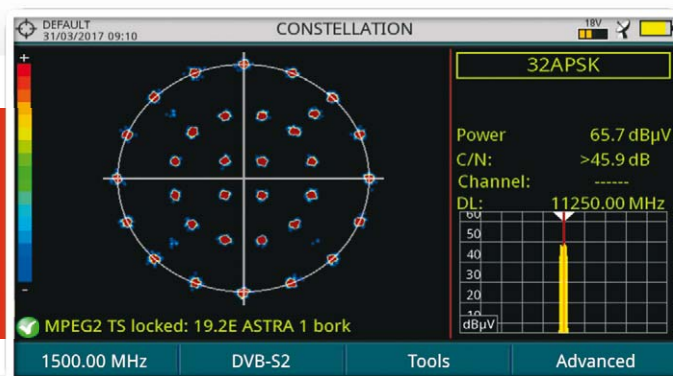 DEFAULT
31/03/2017 09:10
CONSTELLATION
18V
+
32APSK
Power 65.7 dBµV
C/N: >45.9 dB
Channel: ------
DL: 11250.00 MHz
60
50
40
30
20
10
dBµV
-
MPEG2 TS locked: 19.2E ASTRA 1 bork
1500.00 MHz DVB-S2 Tools Advanced